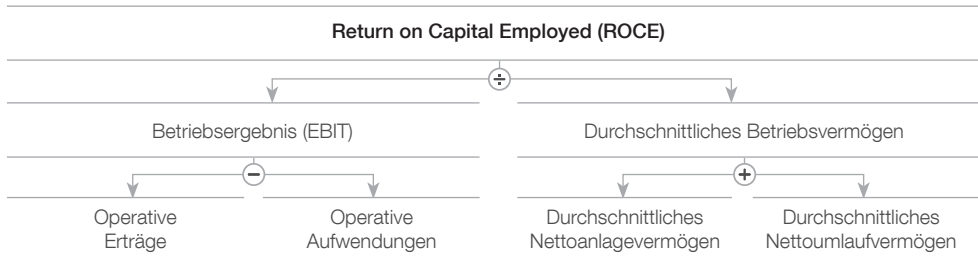 Return on Capital Employed (ROCE)
÷
Betriebsergebnis (EBIT)
Durchschnittliches Betriebsvermögen
−
+
Operative
Erträge
Operative
Aufwendungen
Durchschnittliches
Nettoanlagevermögen
Durchschnittliches
Nettoumlaufvermögen